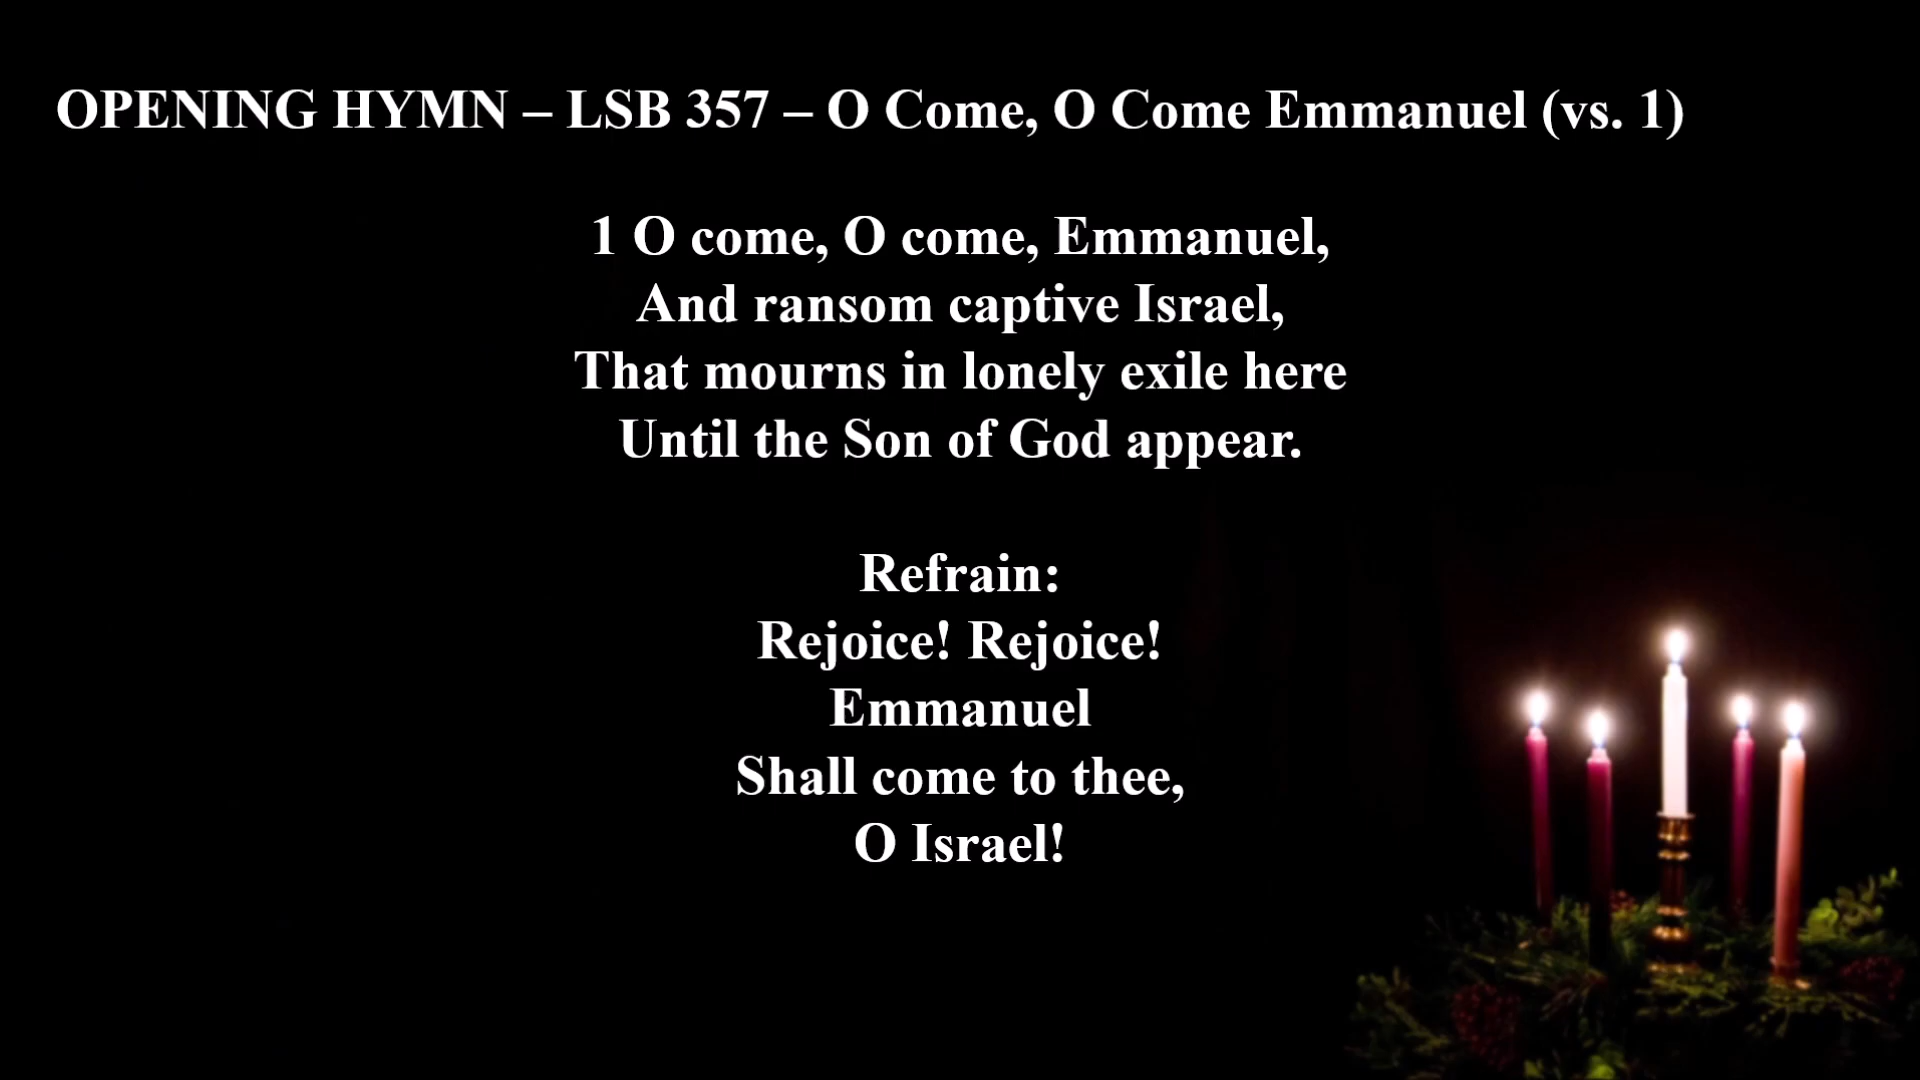 OPENING HYMN – LSB 357 – O Come, O Come Emmanuel (vs. 1)
1 O come, O come, Emmanuel,
And ransom captive Israel,
That mourns in lonely exile here
Until the Son of God appear.
Refrain:
Rejoice! Rejoice!
Emmanuel
Shall come to thee,
O Israel!